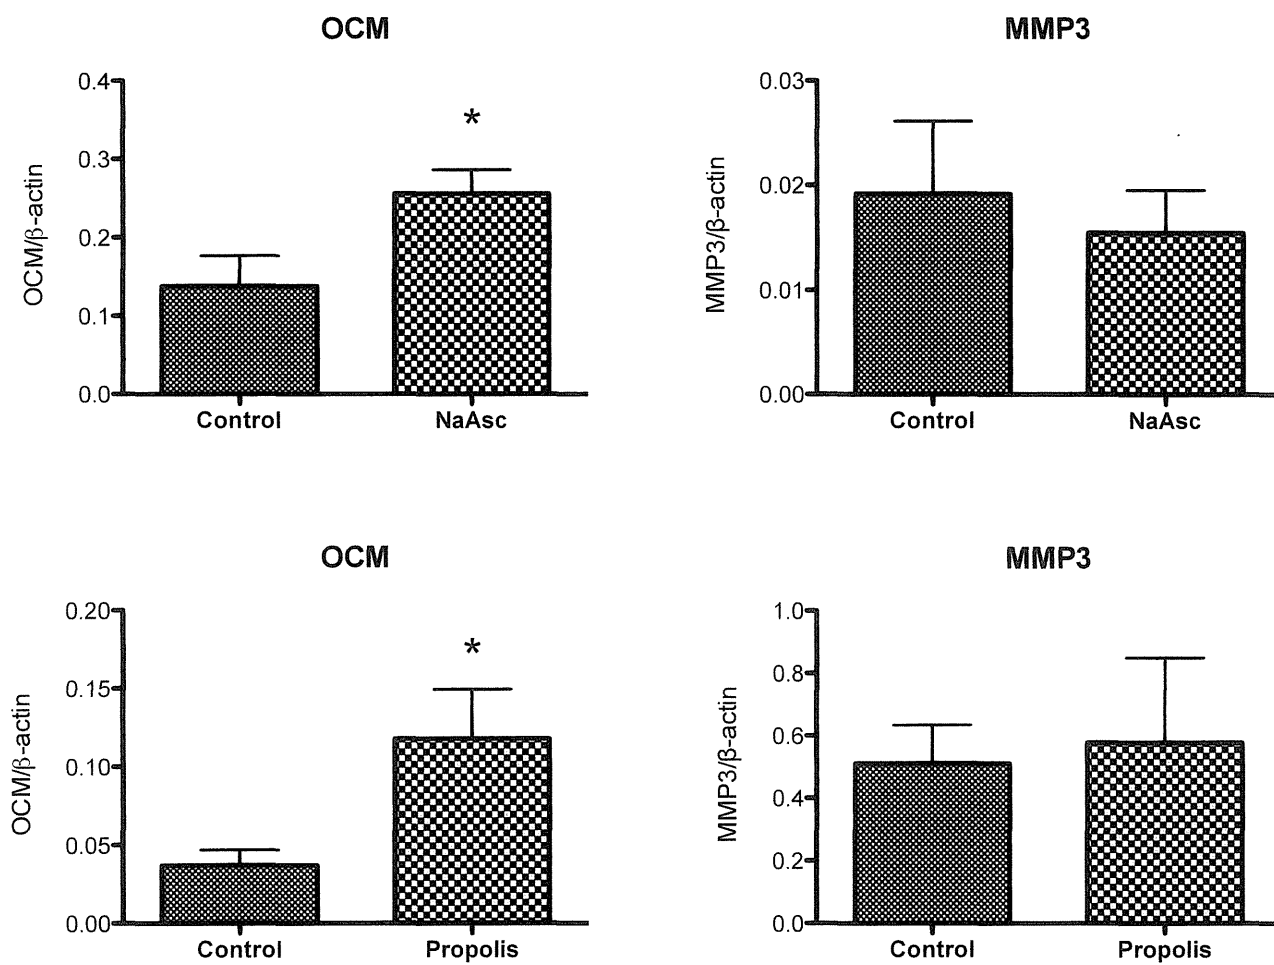 OCM
0.4
0.3
0.2
0.1
0.0
OCM/β-actin
*
Control
NaAsc
MMP3
0.03
0.02
0.01
0.00
MMP3/β-actin
Control
NaAsc
OCM
0.20
0.15
0.10
0.05
0.00
OCM/β-actin
*
Control
Propolis
MMP3
1.0
0.8
0.6
0.4
0.2
0.0
MMP3/β-actin
Control
Propolis